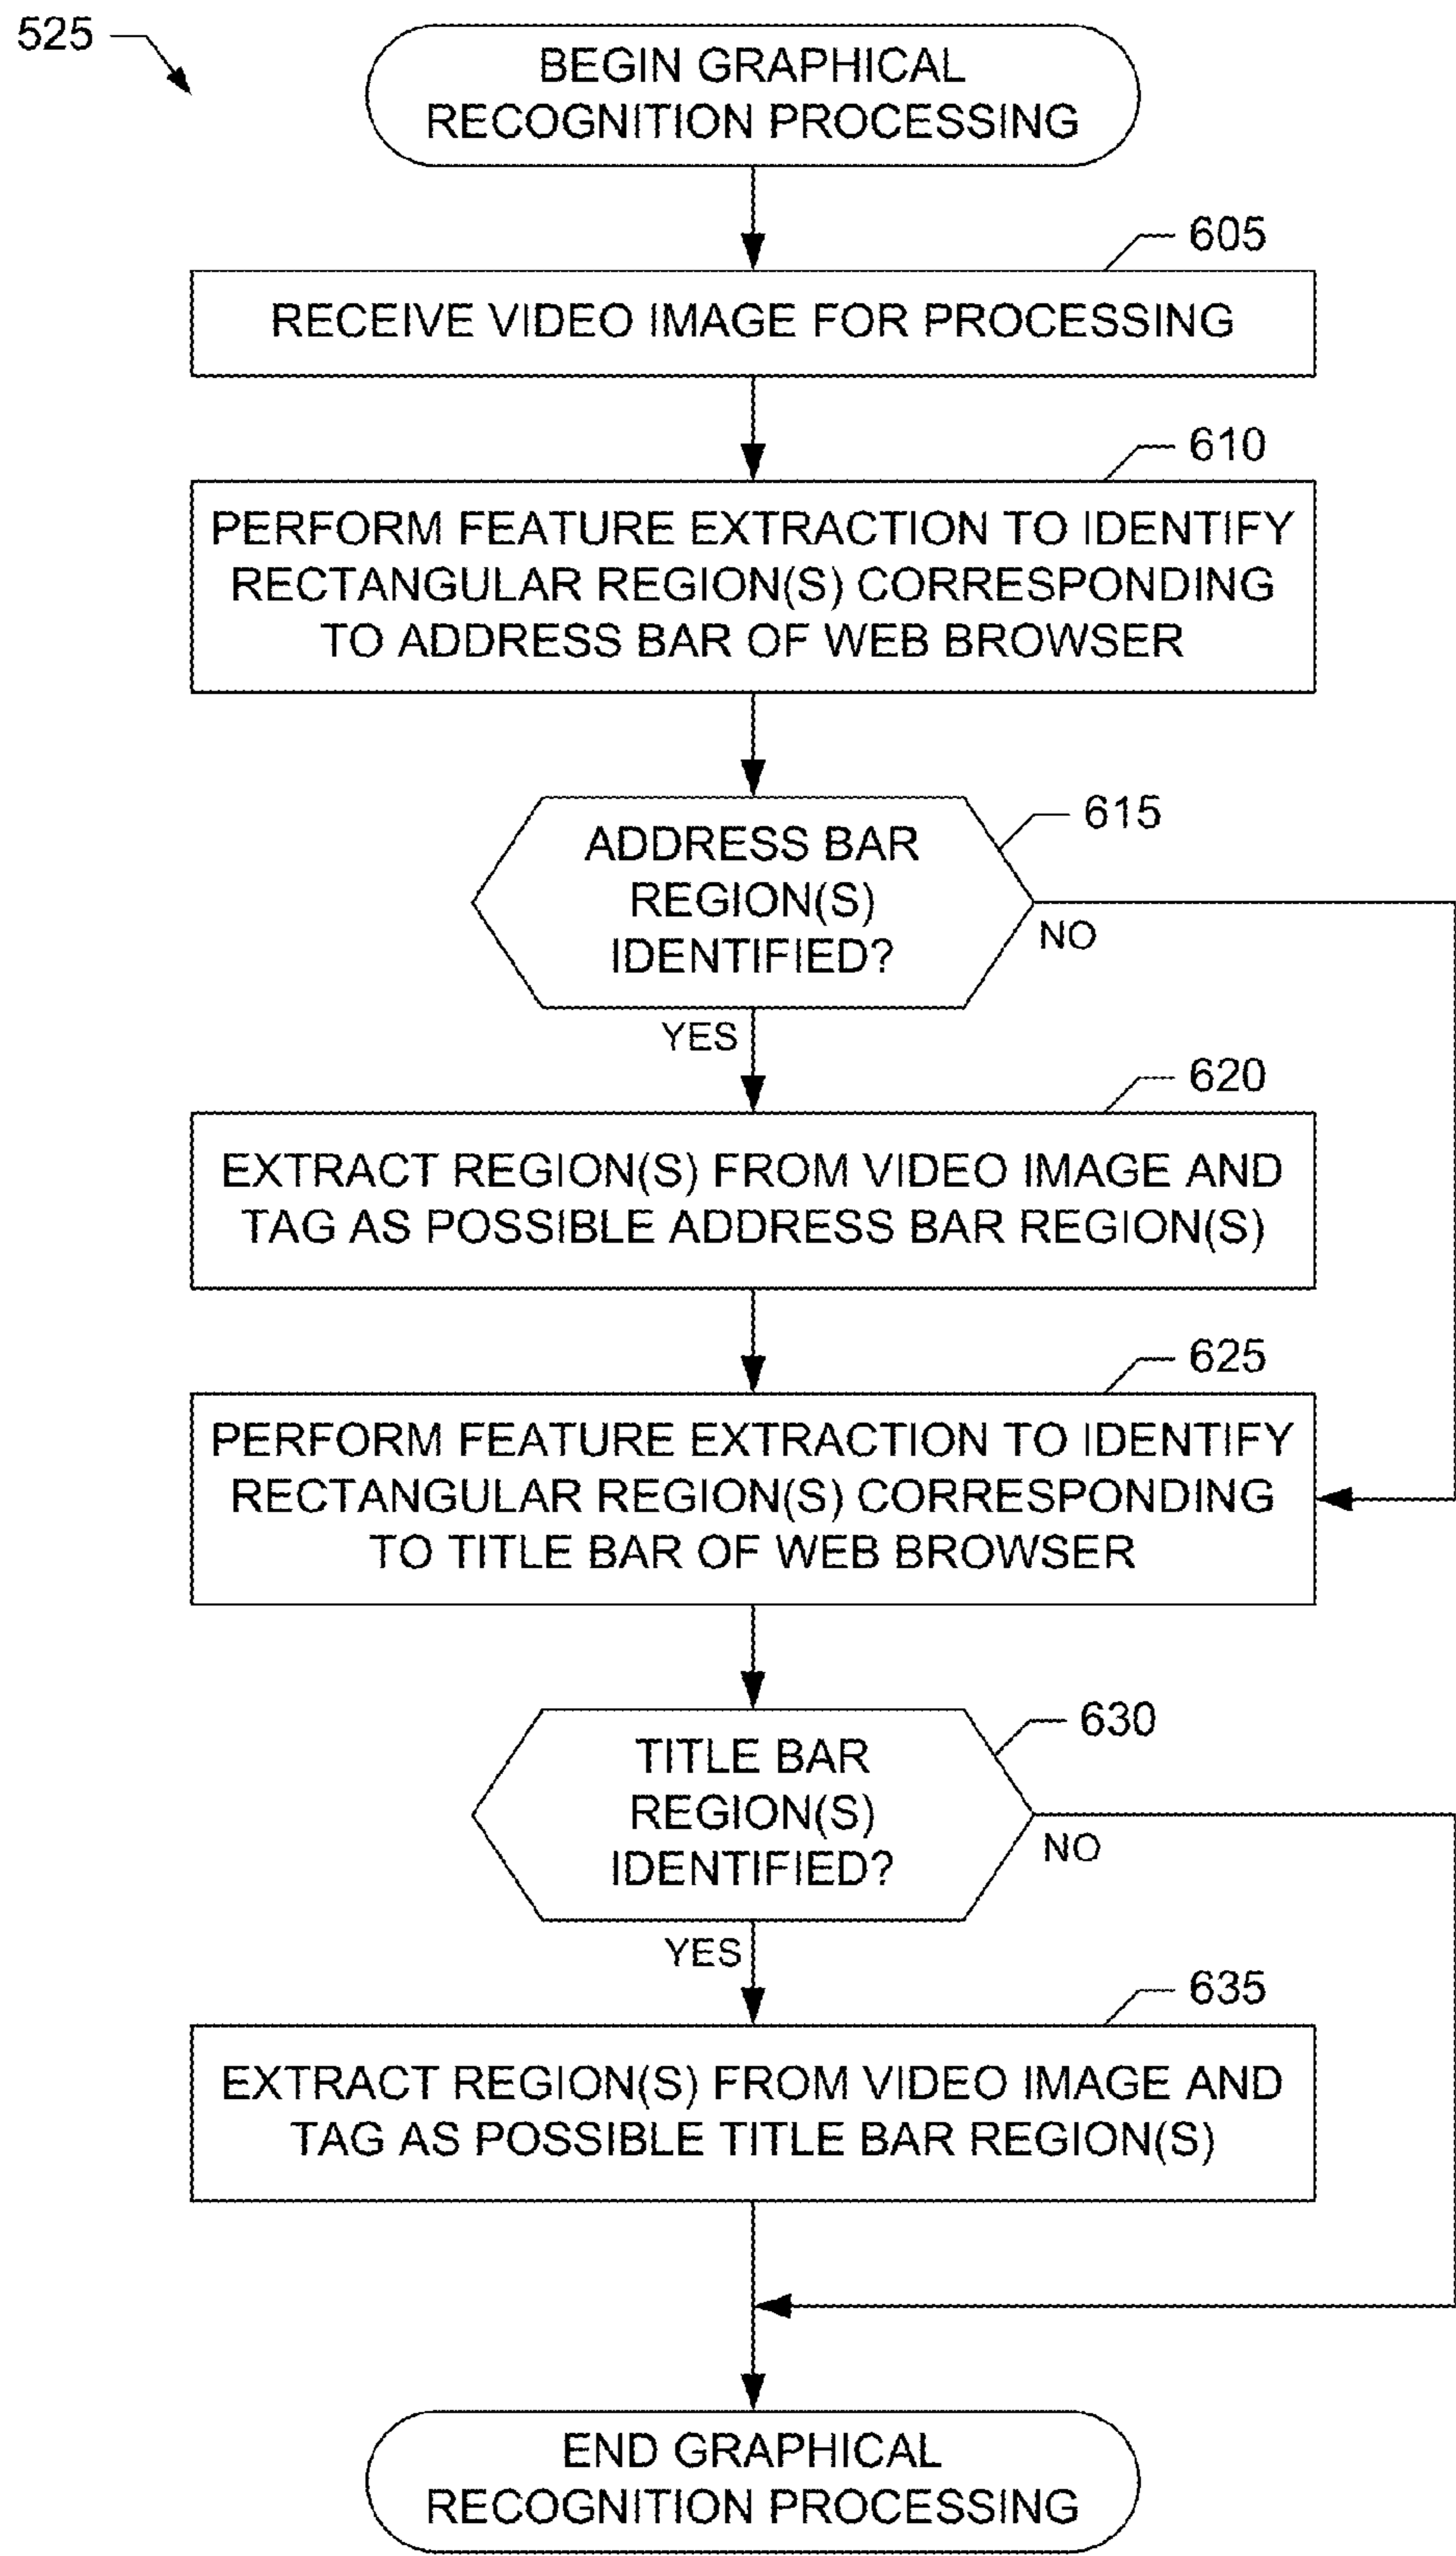 525
BEGIN GRAPHICAL
RECOGNITION PROCESSING
605
RECEIVE VIDEO IMAGE FOR PROCESSING
610
PERFORM FEATURE EXTRACTION TO IDENTIFY
RECTANGULAR REGION(S) CORRESPONDING
TO ADDRESS BAR OF WEB BROWSER
615
ADDRESS BAR
REGION(S)
IDENTIFIED?
NO
YES
620
EXTRACT REGION(S) FROM VIDEO IMAGE AND
TAG AS POSSIBLE ADDRESS BAR REGION(S)
625
PERFORM FEATURE EXTRACTION TO IDENTIFY
RECTANGULAR REGION(S) CORRESPONDING
TO TITLE BAR OF WEB BROWSER
630
TITLE BAR
REGION(S)
IDENTIFIED?
NO
YES
635
EXTRACT REGION(S) FROM VIDEO IMAGE AND
TAG AS POSSIBLE TITLE BAR REGION(S)
END GRAPHICAL
RECOGNITION PROCESSING